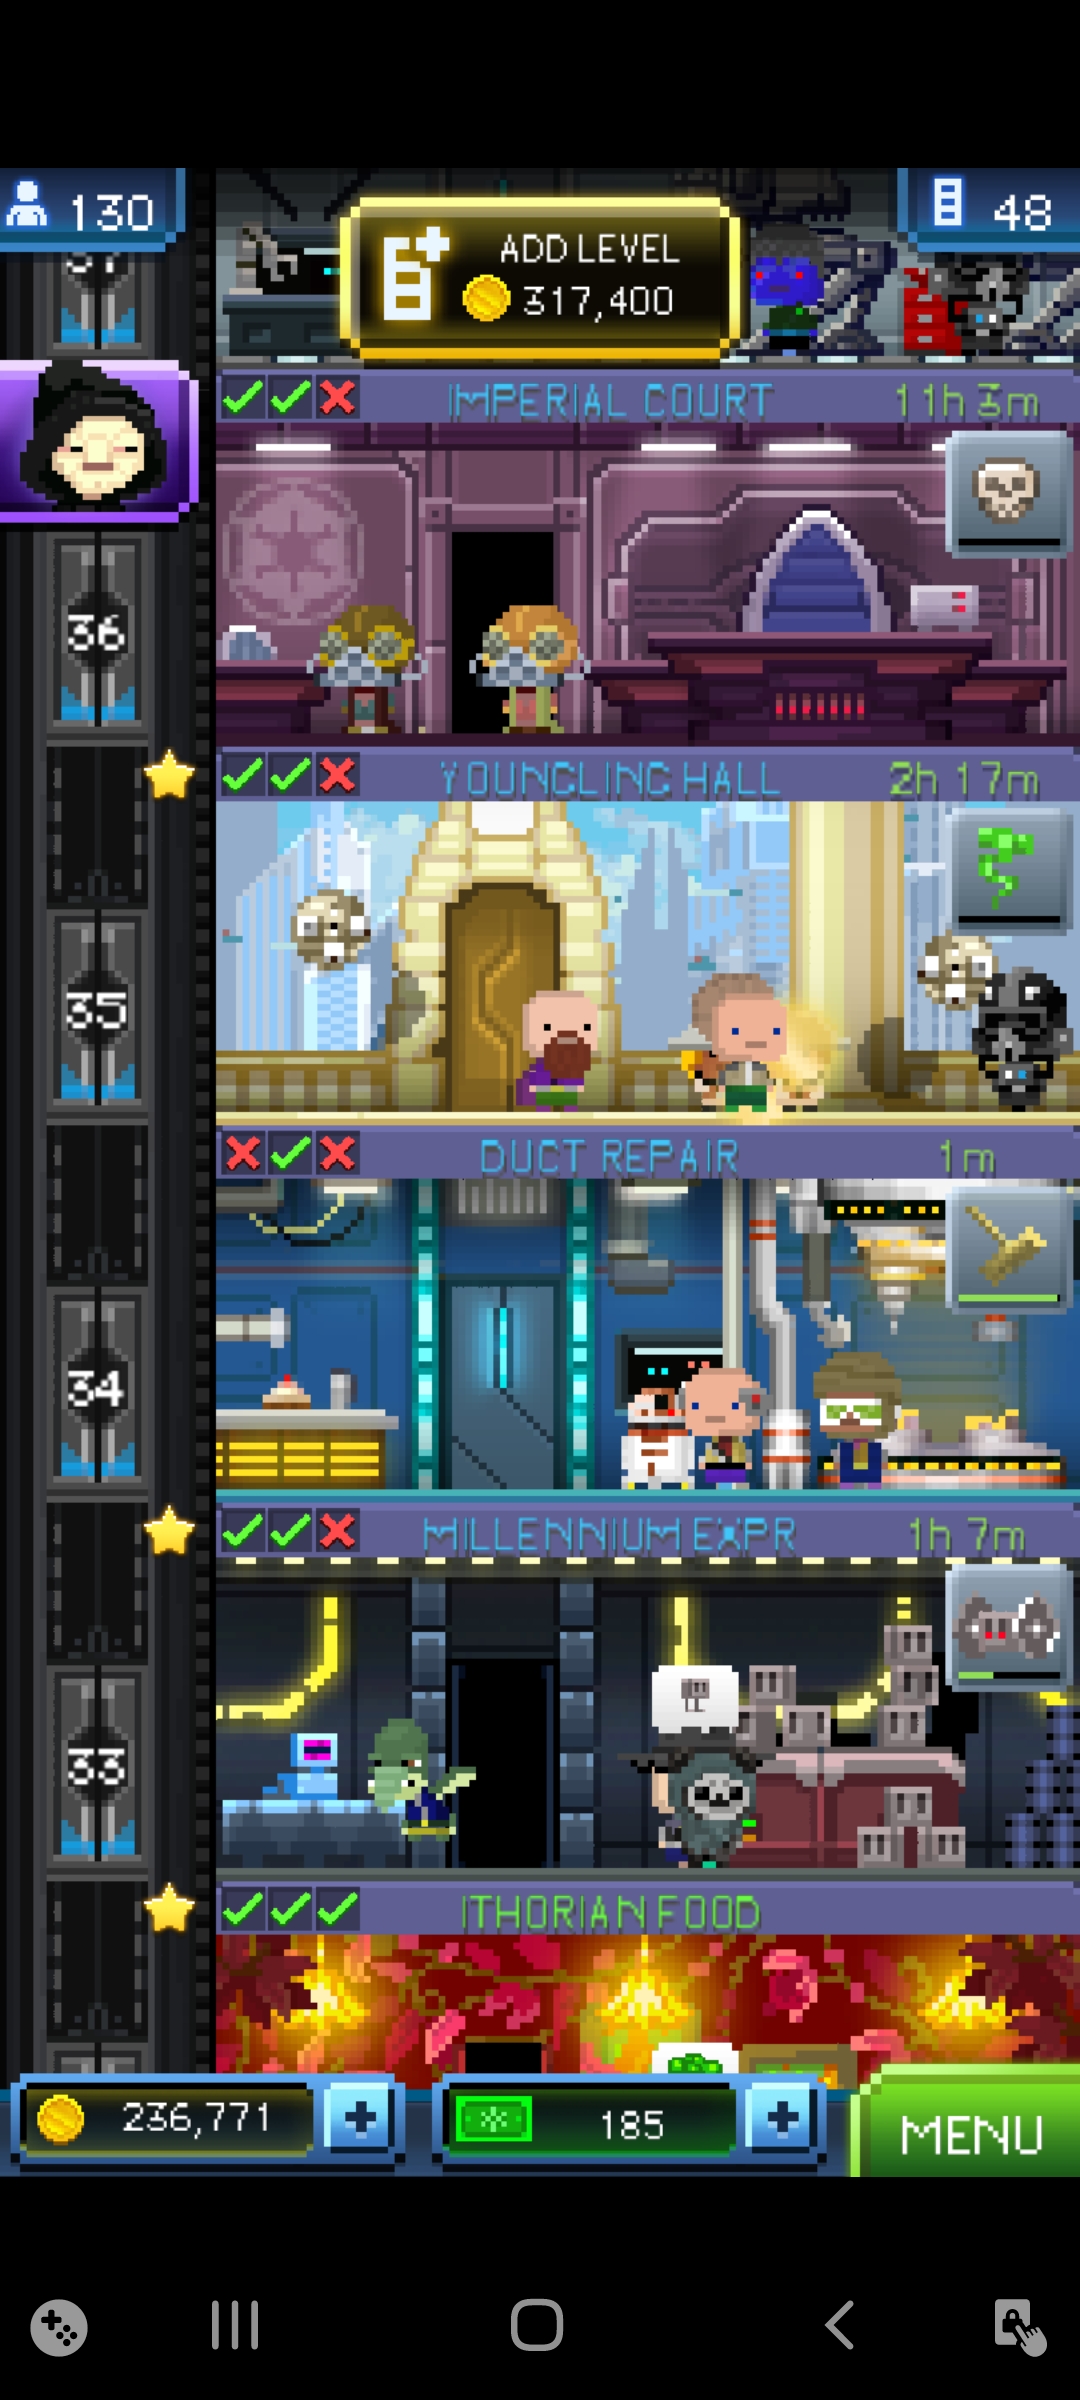 130
48
ADD LEVEL
317,400
IMPERIAL COURT
11h 3m
36
YOUNGLING HALL
2h 17m
35
DUCT REPAIR
1m
34
MILLENNIUM EXPR
1h 7m
33
ITHORIAN FOOD
236,771
185
MENU